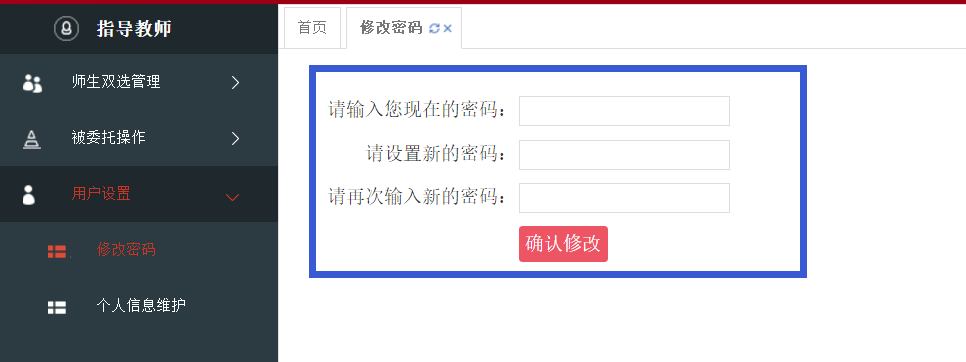 指导教师
师生双选管理
被委托操作
用户设置
修改密码
个人信息维护
首页
修改密码
请输入您现在的密码：
请设置新的密码：
请再次输入新的密码：
确认修改